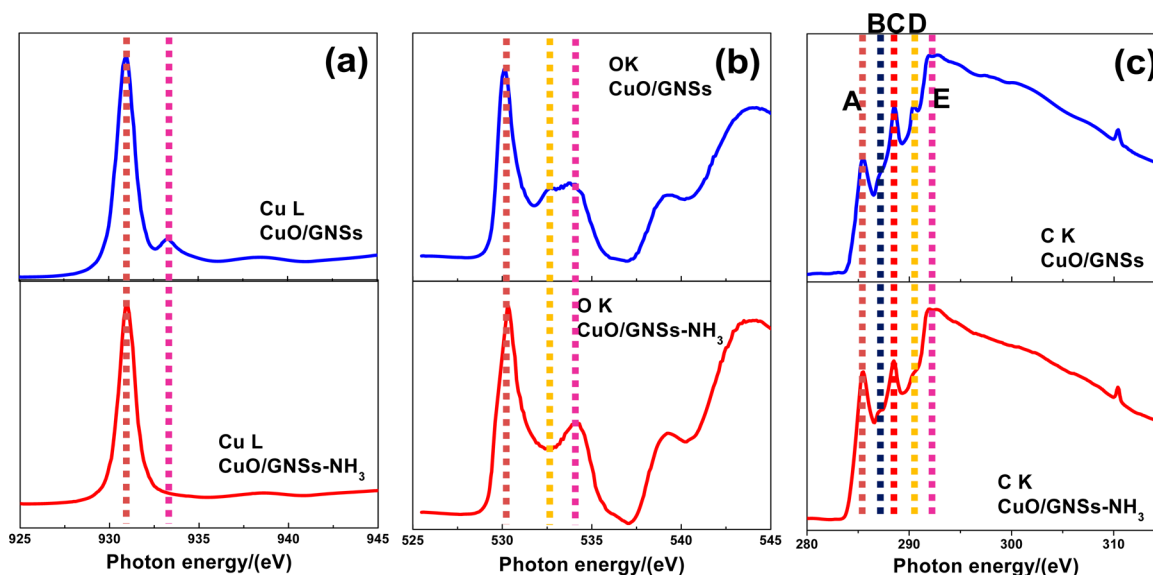 (a)
Cu L
CuO/GNSs
Cu L
CuO/GNSs-NH3
925 930 935 940 945
Photon energy/(eV)
(b)
OK
CuO/GNSs
O K
CuO/GNSs-NH3
525 530 535 540 545
Photon energy/(eV)
B C D
(c)
A
E
C K
CuO/GNSs
C K
CuO/GNSs-NH3
280 290 300 310
Photon energy/(eV)